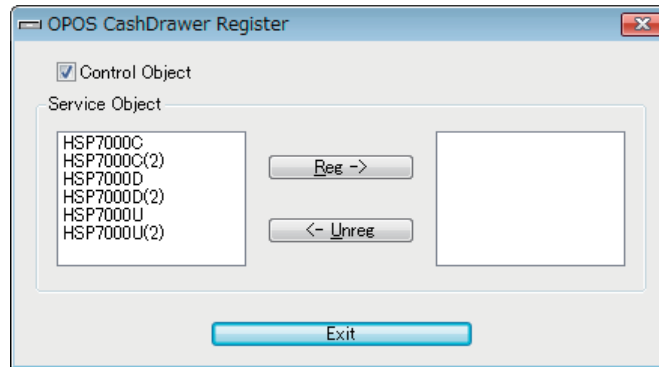 OPOS CashDrawer Register
Control Object
Service Object
HSP7000C
HSP7000C(2)
HSP7000D
HSP7000D(2)
HSP7000U
HSP7000U(2)
Reg ->
<- Unreg
Exit